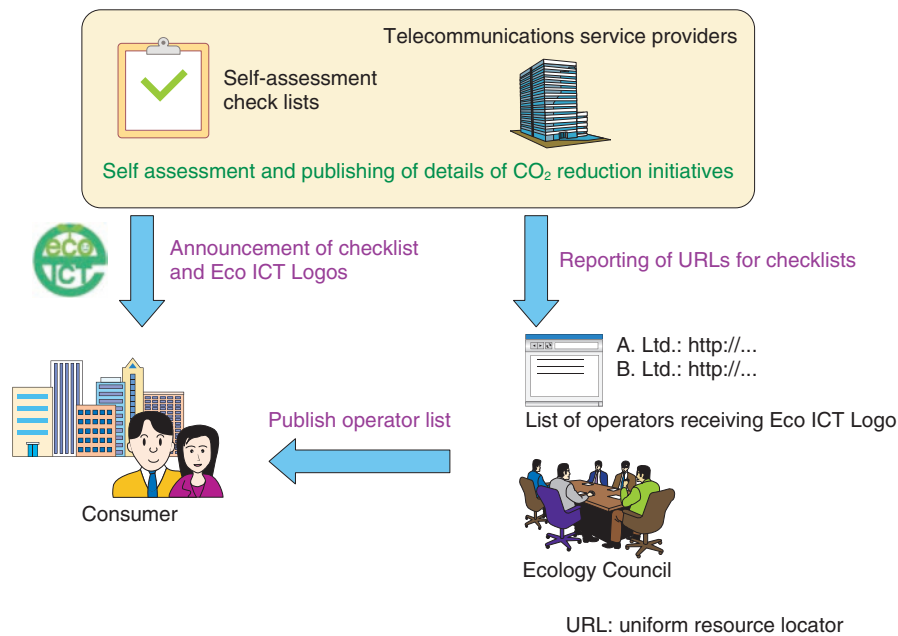 Telecommunications service providers
Self-assessment
check lists
Self assessment and publishing of details of CO₂ reduction initiatives
eco
ICT
Announcement of checklist
and Eco ICT Logos
Reporting of URLs for checklists
A. Ltd.: http://...
B. Ltd.: http://...
List of operators receiving Eco ICT Logo
Publish operator list
Consumer
Ecology Council
URL: uniform resource locator